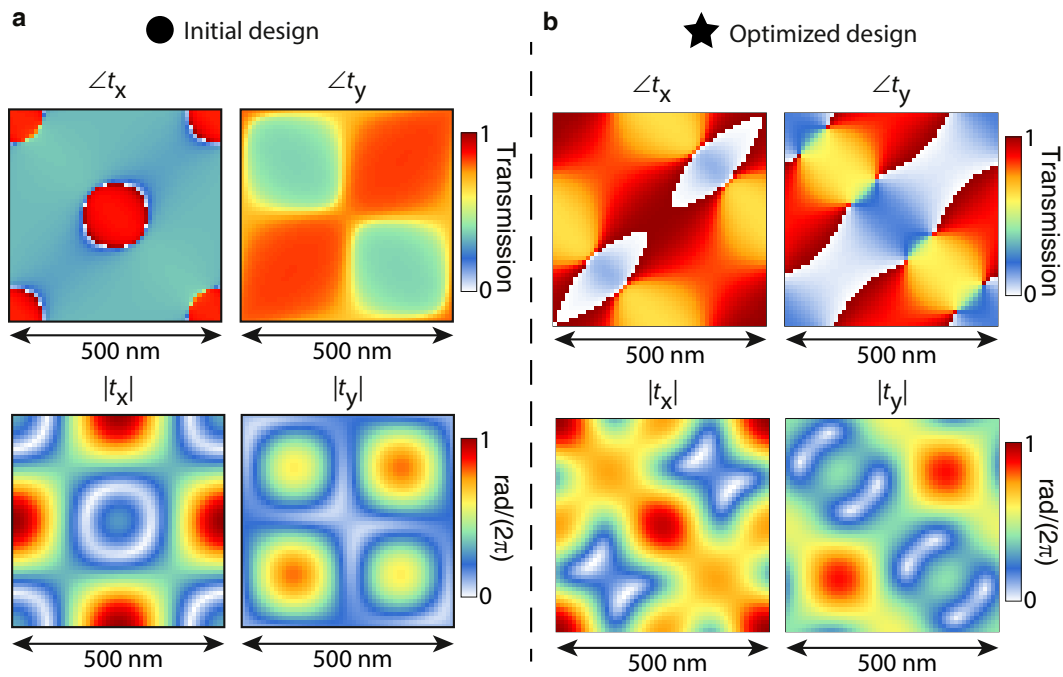 a
Initial design
b
Optimized design
∠tx
∠ty
∠tx
∠ty
1
Transmission
0
1
Transmission
0
500 nm
500 nm
500 nm
500 nm
|tx|
|ty|
|tx|
|ty|
1
rad/(2π)
0
1
rad/(2π)
0
500 nm
500 nm
500 nm
500 nm